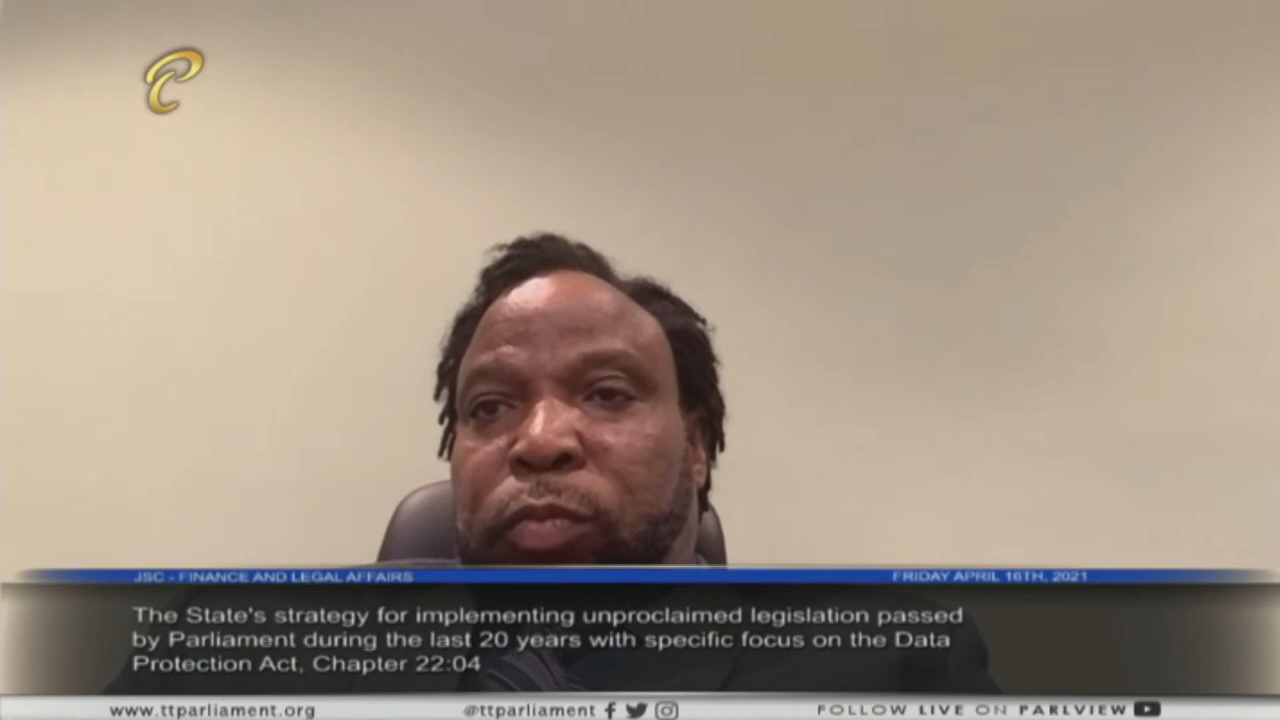 JSC - FINANCE AND LEGAL AFFAIRS
FRIDAY APRIL 16TH, 2021
The State's strategy for implementing unproclaimed legislation passed
by Parliament during the last 20 years with specific focus on the Data
Protection Act, Chapter 22:04
www.ttparliament.org
@ttparliament
FOLLOW LIVE ON PARLVIEW